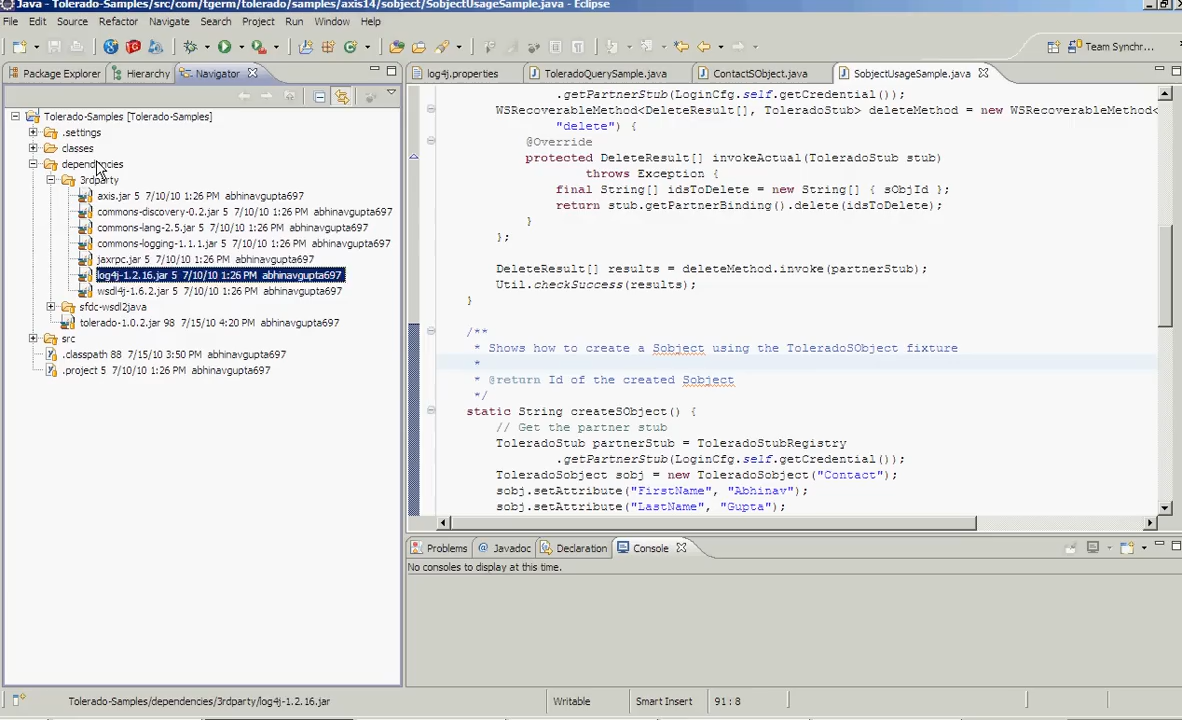 Java - Tolerado-Samples/src/com/tgerm/tolerado/samples/axis14/sobject/SobjectUsageSample.java - Eclipse
File Edit Source Refactor Navigate Search Project Run Window Help
Team Synchr...
Package Explorer Hierarchy Navigator
log4j.properties ToleradoQuerySample.java ContactSObject.java SobjectUsageSample.java
Tolerado-Samples [Tolerado-Samples]
.settings
classes
dependencies
3rdparty
axis.jar 5 7/10/10 1:26 PM abhinavgupta697
commons-discovery-0.2.jar 5 7/10/10 1:26 PM abhinavgupta697
commons-lang-2.5.jar 5 7/10/10 1:26 PM abhinavgupta697
commons-logging-1.1.1.jar 5 7/10/10 1:26 PM abhinavgupta697
jaxrpc.jar 5 7/10/10 1:26 PM abhinavgupta697
log4j-1.2.16.jar 5 7/10/10 1:26 PM abhinavgupta697
wsdl4j-1.6.2.jar 5 7/10/10 1:26 PM abhinavgupta697
sfdc-wsdl2java
tolerado-1.0.2.jar 98 7/15/10 4:20 PM abhinavgupta697
src
.classpath 88 7/15/10 3:50 PM abhinavgupta697
.project 5 7/10/10 1:26 PM abhinavgupta697
.getPartnerStub(LoginCfg.self.getCredential());
WSRecoverableMethod<DeleteResult[], ToleradoStub> deleteMethod = new WSRecoverableMethod<
"delete") {
@Override
protected DeleteResult[] invokeActual(ToleradoStub stub)
throws Exception {
final String[] idsToDelete = new String[] { sObjId };
return stub.getPartnerBinding().delete(idsToDelete);
}
};
DeleteResult[] results = deleteMethod.invoke(partnerStub);
Util.checkSuccess(results);
}
/**
* Shows how to create a Sobject using the ToleradoSObject fixture
*
* @return Id of the created Sobject
*/
static String createSObject() {
// Get the partner stub
ToleradoStub partnerStub = ToleradoStubRegistry
.getPartnerStub(LoginCfg.self.getCredential());
ToleradoSobject sobj = new ToleradoSobject("Contact");
sobj.setAttribute("FirstName", "Abhinav");
sobj.setAttribute("LastName", "Gupta");
Problems Javadoc Declaration Console
No consoles to display at this time.
Tolerado-Samples/dependencies/3rdparty/log4j-1.2.16.jar Writable Smart Insert 91 : 8